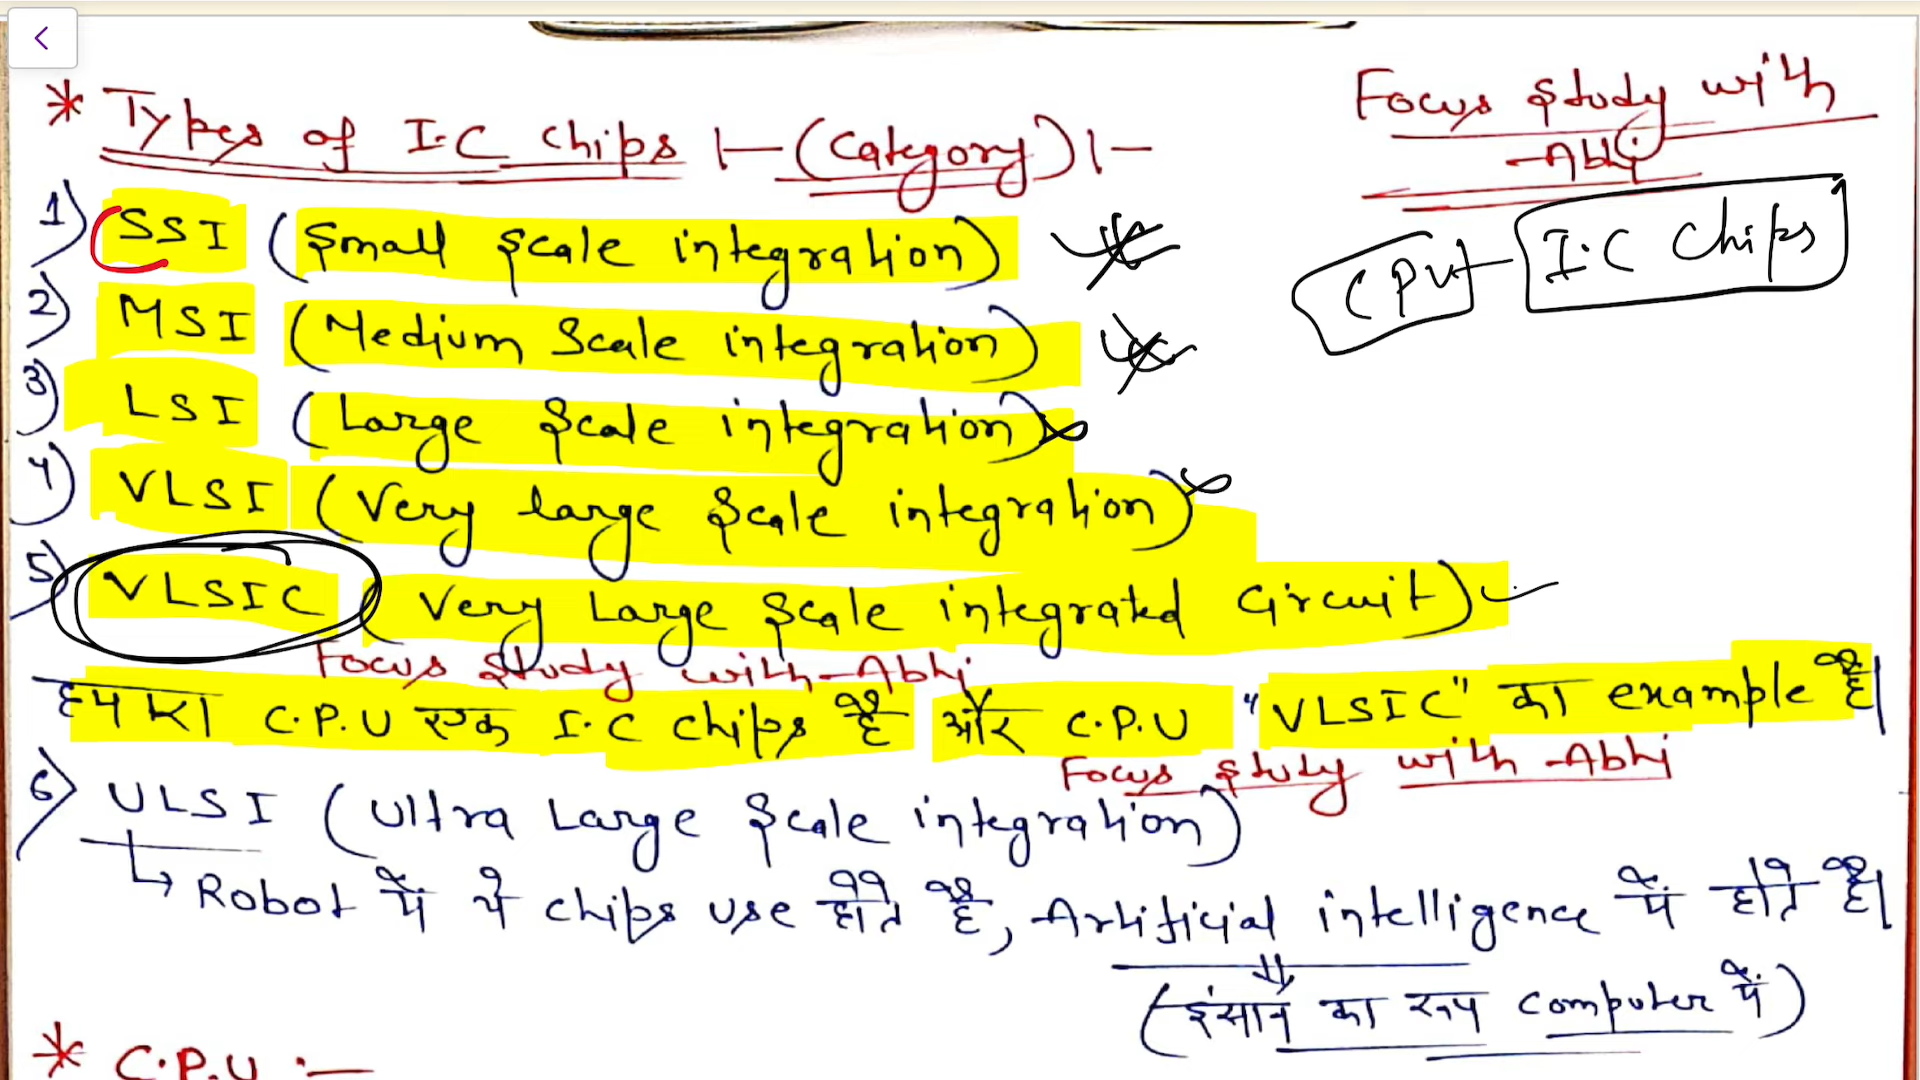 * Types of I.C chips :- (Category) :-
Focus study with
-Abhi
CPU - I.C Chips
1) SSI (Small Scale integration)
2) MSI (Medium Scale integration)
3) LSI (Large Scale integration)
4) VLSI (Very large Scale integration)
5) VLSIC (Very Large Scale integrated Circuit)
Focus study with -Abhi
हमारा C.P.U एक I.C chips है और C.P.U "VLSIC" का example है।
Focus study with -Abhi
6) ULSI (Ultra Large Scale integration)
↳ Robot में ये chips use होते है, Artificial intelligence में होते है।
(इंसान का रूप computer में)
* C.P.U :-